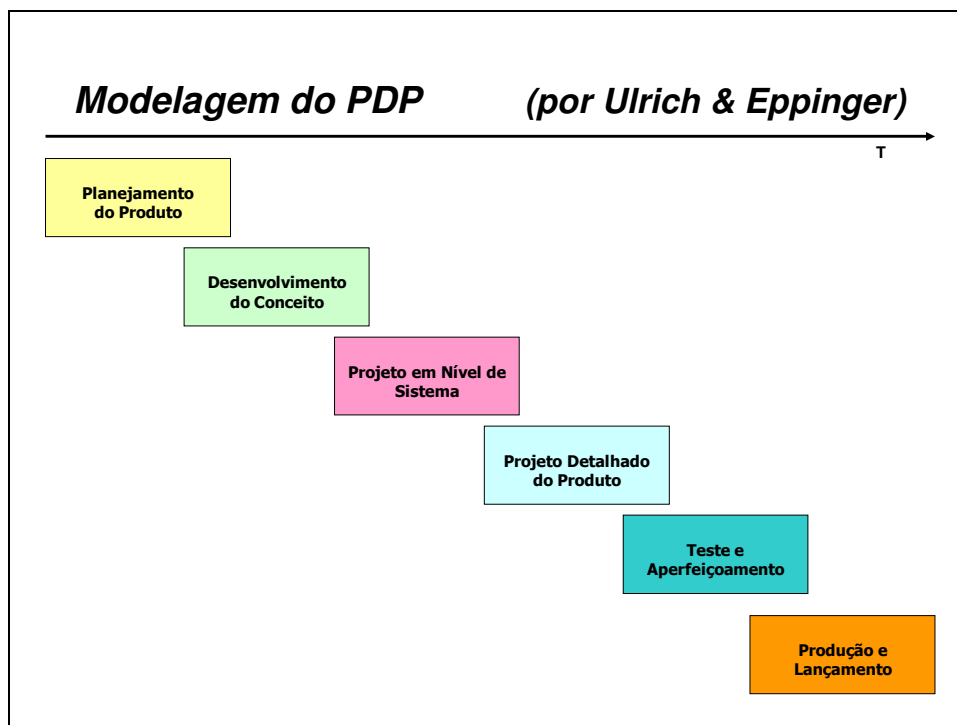 Modelagem do PDP (por Ulrich & Eppinger)
T
Planejamento
do Produto
Desenvolvimento
do Conceito
Projeto em Nível de
Sistema
Projeto Detalhado
do Produto
Teste e
Aperfeiçoamento
Produção e
Lançamento